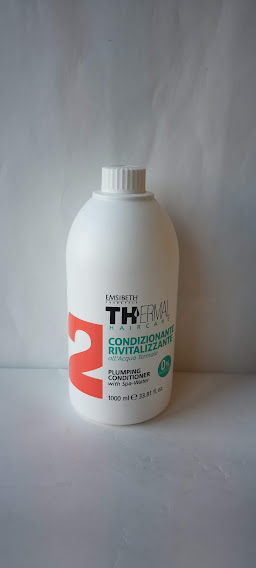 EMSIBETH
THERMAL
HAIRCARE
2
CONDIZIONANTE
RIVITALIZZANTE
all'Acqua Termale
PLUMPING
CONDITIONER
with Spa-Water
0%
1000 ml ℮ 33.81 fl. oz